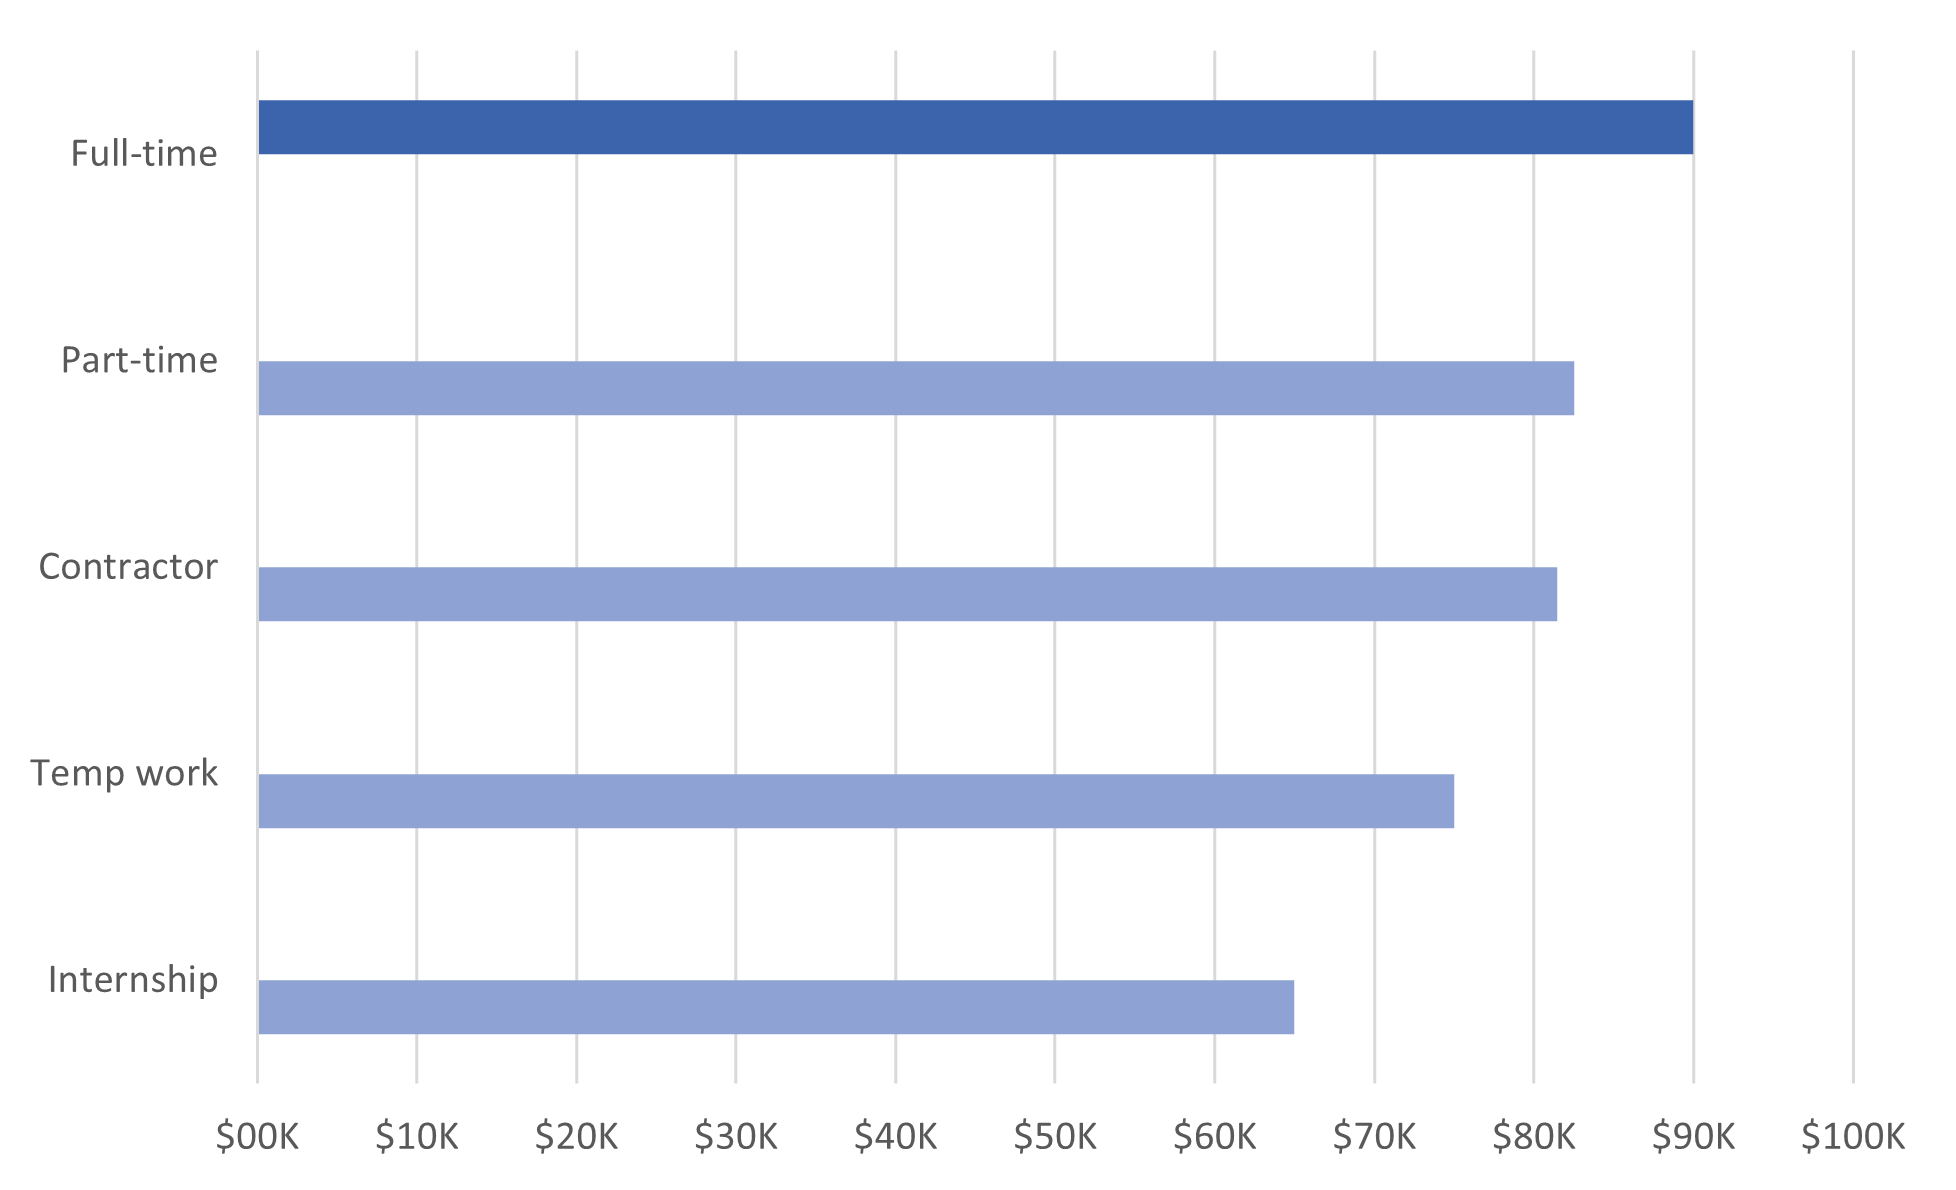 Full-time
Part-time
Contractor
Temp work
Internship
$00K $10K $20K $30K $40K $50K $60K $70K $80K $90K $100K